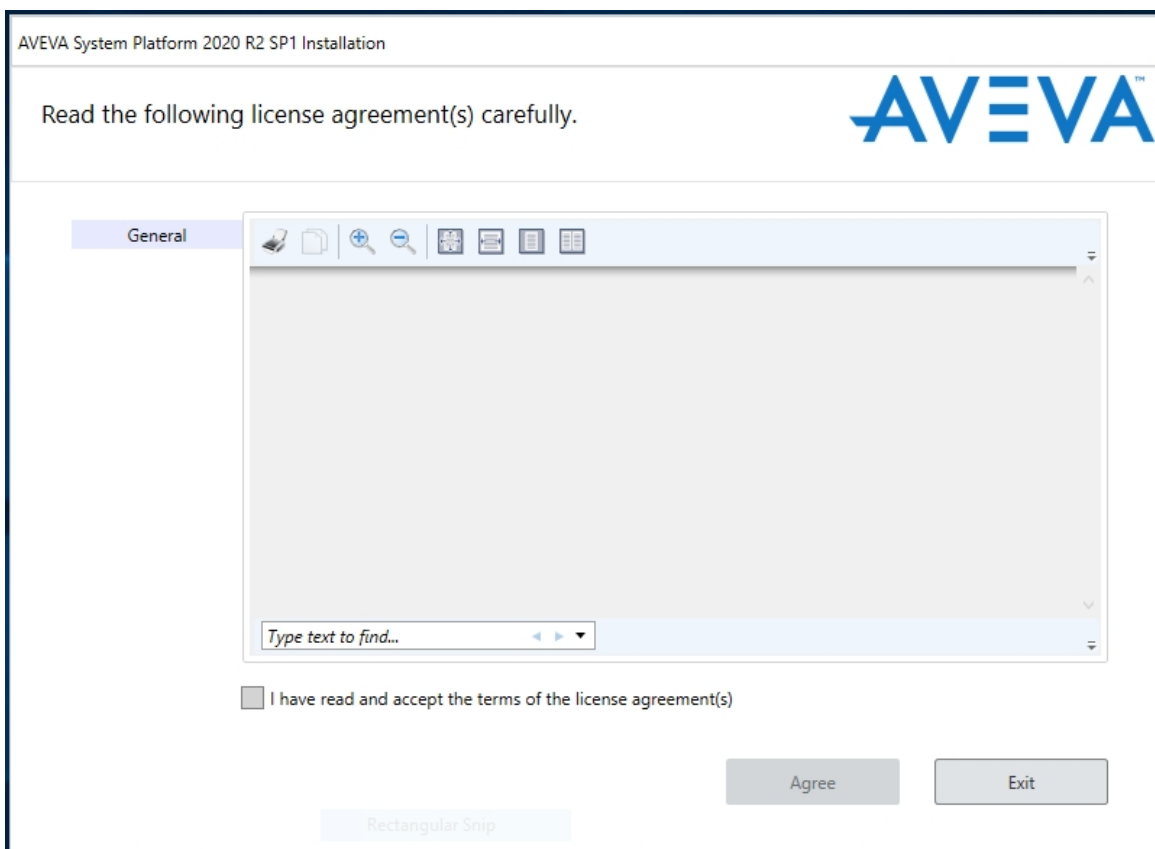 AVEVA System Platform 2020 R2 SP1 Installation
Read the following license agreement(s) carefully.
AVEVA™
General
Type text to find...
I have read and accept the terms of the license agreement(s)
Agree
Exit
Rectangular Snip